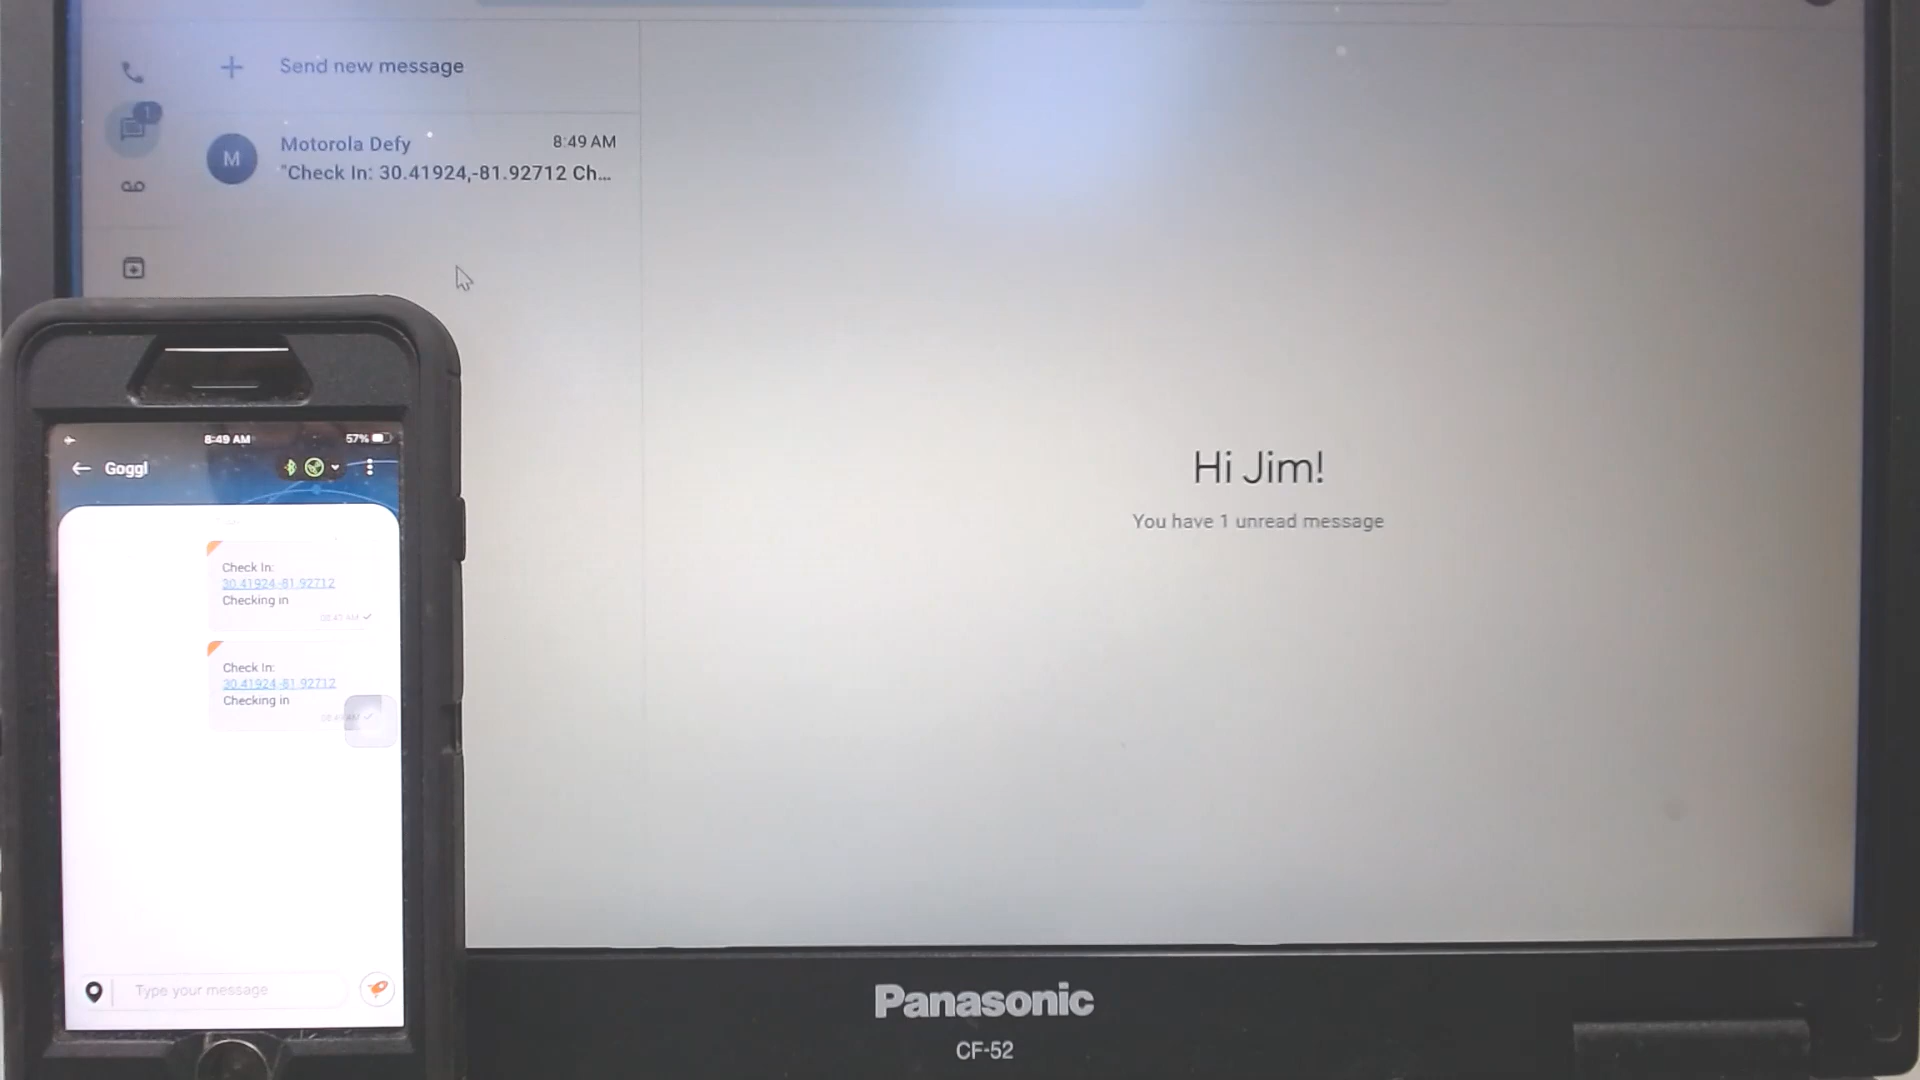 Send new message
1
M
Motorola Defy
8:49 AM
"Check In: 30.41924,-81.92712 Ch...
Hi Jim!
You have 1 unread message
8:49 AM
57%
Goggl
Check In:
30.41924,-81.92712
Checking in
Check In:
30.41924,-81.92712
Checking in
Type your message
Panasonic
CF-52